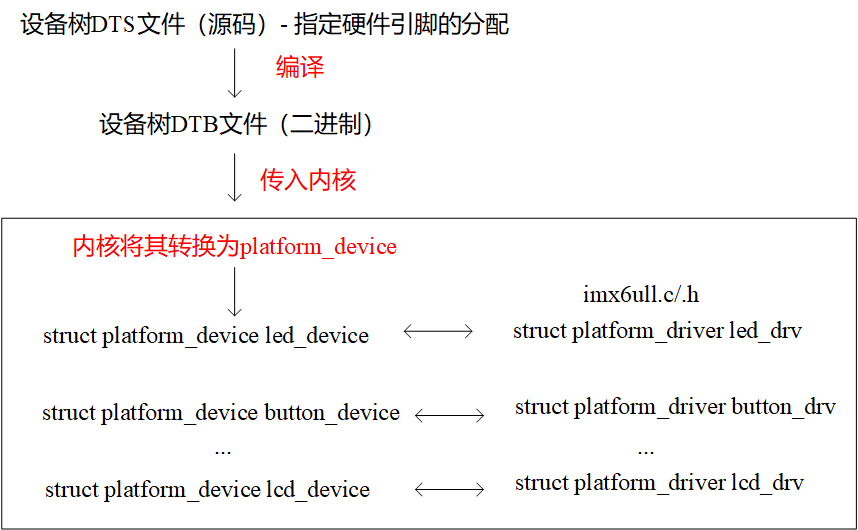 设备树DTS文件（源码）- 指定硬件引脚的分配
编译
设备树DTB文件（二进制）
传入内核
内核将其转换为platform_device
imx6ull.c/.h
struct platform_device led_device
struct platform_driver led_drv
struct platform_device button_device
struct platform_driver button_drv
...
...
struct platform_device lcd_device
struct platform_driver lcd_drv